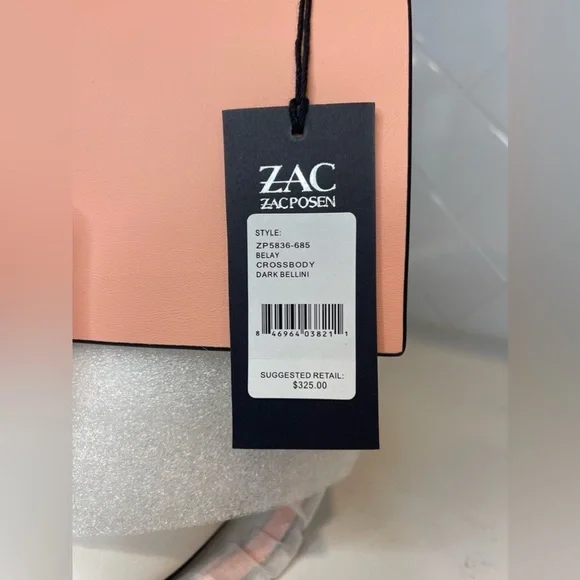 ZAC
ZAC POSEN
STYLE:
ZP5836-685
BELAY
CROSSBODY
DARK BELLINI
8 46964 03821 1
SUGGESTED RETAIL:
$325.00